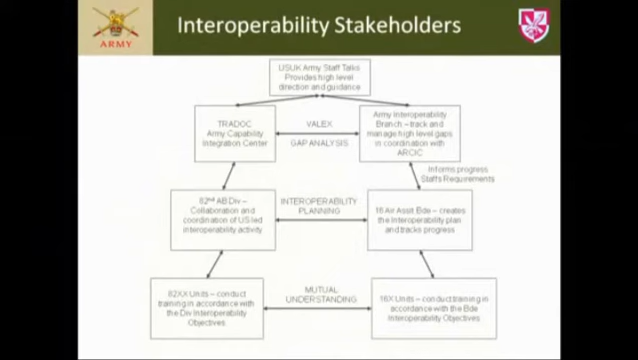 ARMY
Interoperability Stakeholders
USUK Army Staff Talks
Provides high level
direction and guidance
TRADOC
Army Capability
Integration Center
VALEX
GAP ANALYSIS
Army Interoperability
Branch – track and
manage high level gaps
in coordination with
ARCIC
Informs progress
Staffs Requirements
82nd AB Div –
Collaboration and
coordination of US led
interoperability activity
INTEROPERABILITY
PLANNING
16 Air Asslt Bde – creates
the Interoperability plan
and tracks progress
82XX Units – conduct
training in accordance with
the Div Interoperability
Objectives
MUTUAL
UNDERSTANDING
16X Units – conduct training in
accordance with the Bde
Interoperability Objectives